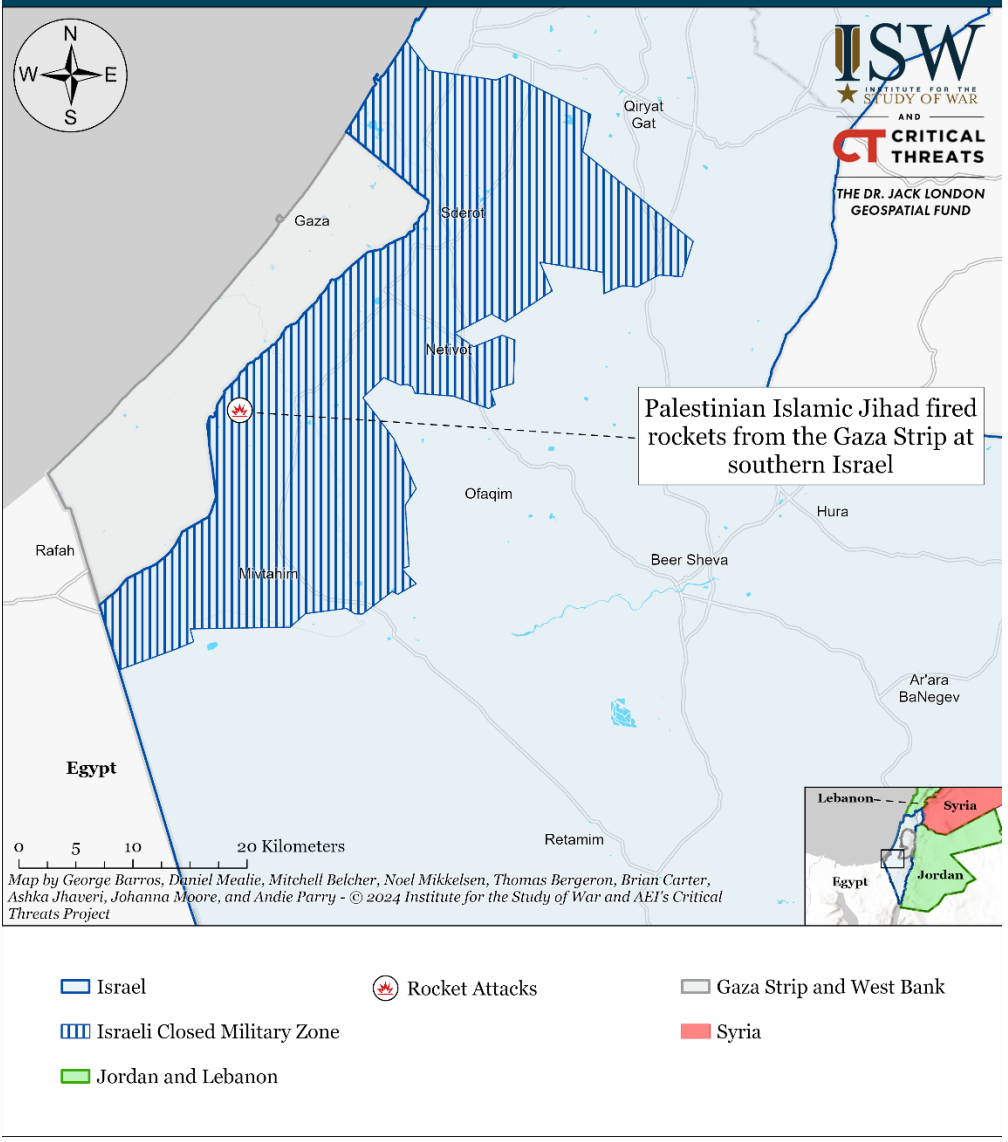 N
W
E
S
ISW
INSTITUTE FOR THE
STUDY OF WAR
AND
CT CRITICAL
THREATS
THE DR. JACK LONDON
GEOSPATIAL FUND
Qiryat
Gat
Gaza
Sderot
Netivot
Palestinian Islamic Jihad fired
rockets from the Gaza Strip at
southern Israel
Ofaqim
Hura
Rafah
Beer Sheva
Mivtahim
Ar'ara
BaNegev
Egypt
Retamim
0 5 10 20 Kilometers
Map by George Barros, Daniel Mealie, Mitchell Belcher, Noel Mikkelsen, Thomas Bergeron, Brian Carter,
Ashka Jhaveri, Johanna Moore, and Andie Parry - © 2024 Institute for the Study of War and AEI's Critical
Threats Project
Lebanon
Syria
Egypt
Jordan
Israel
Rocket Attacks
Gaza Strip and West Bank
Israeli Closed Military Zone
Syria
Jordan and Lebanon